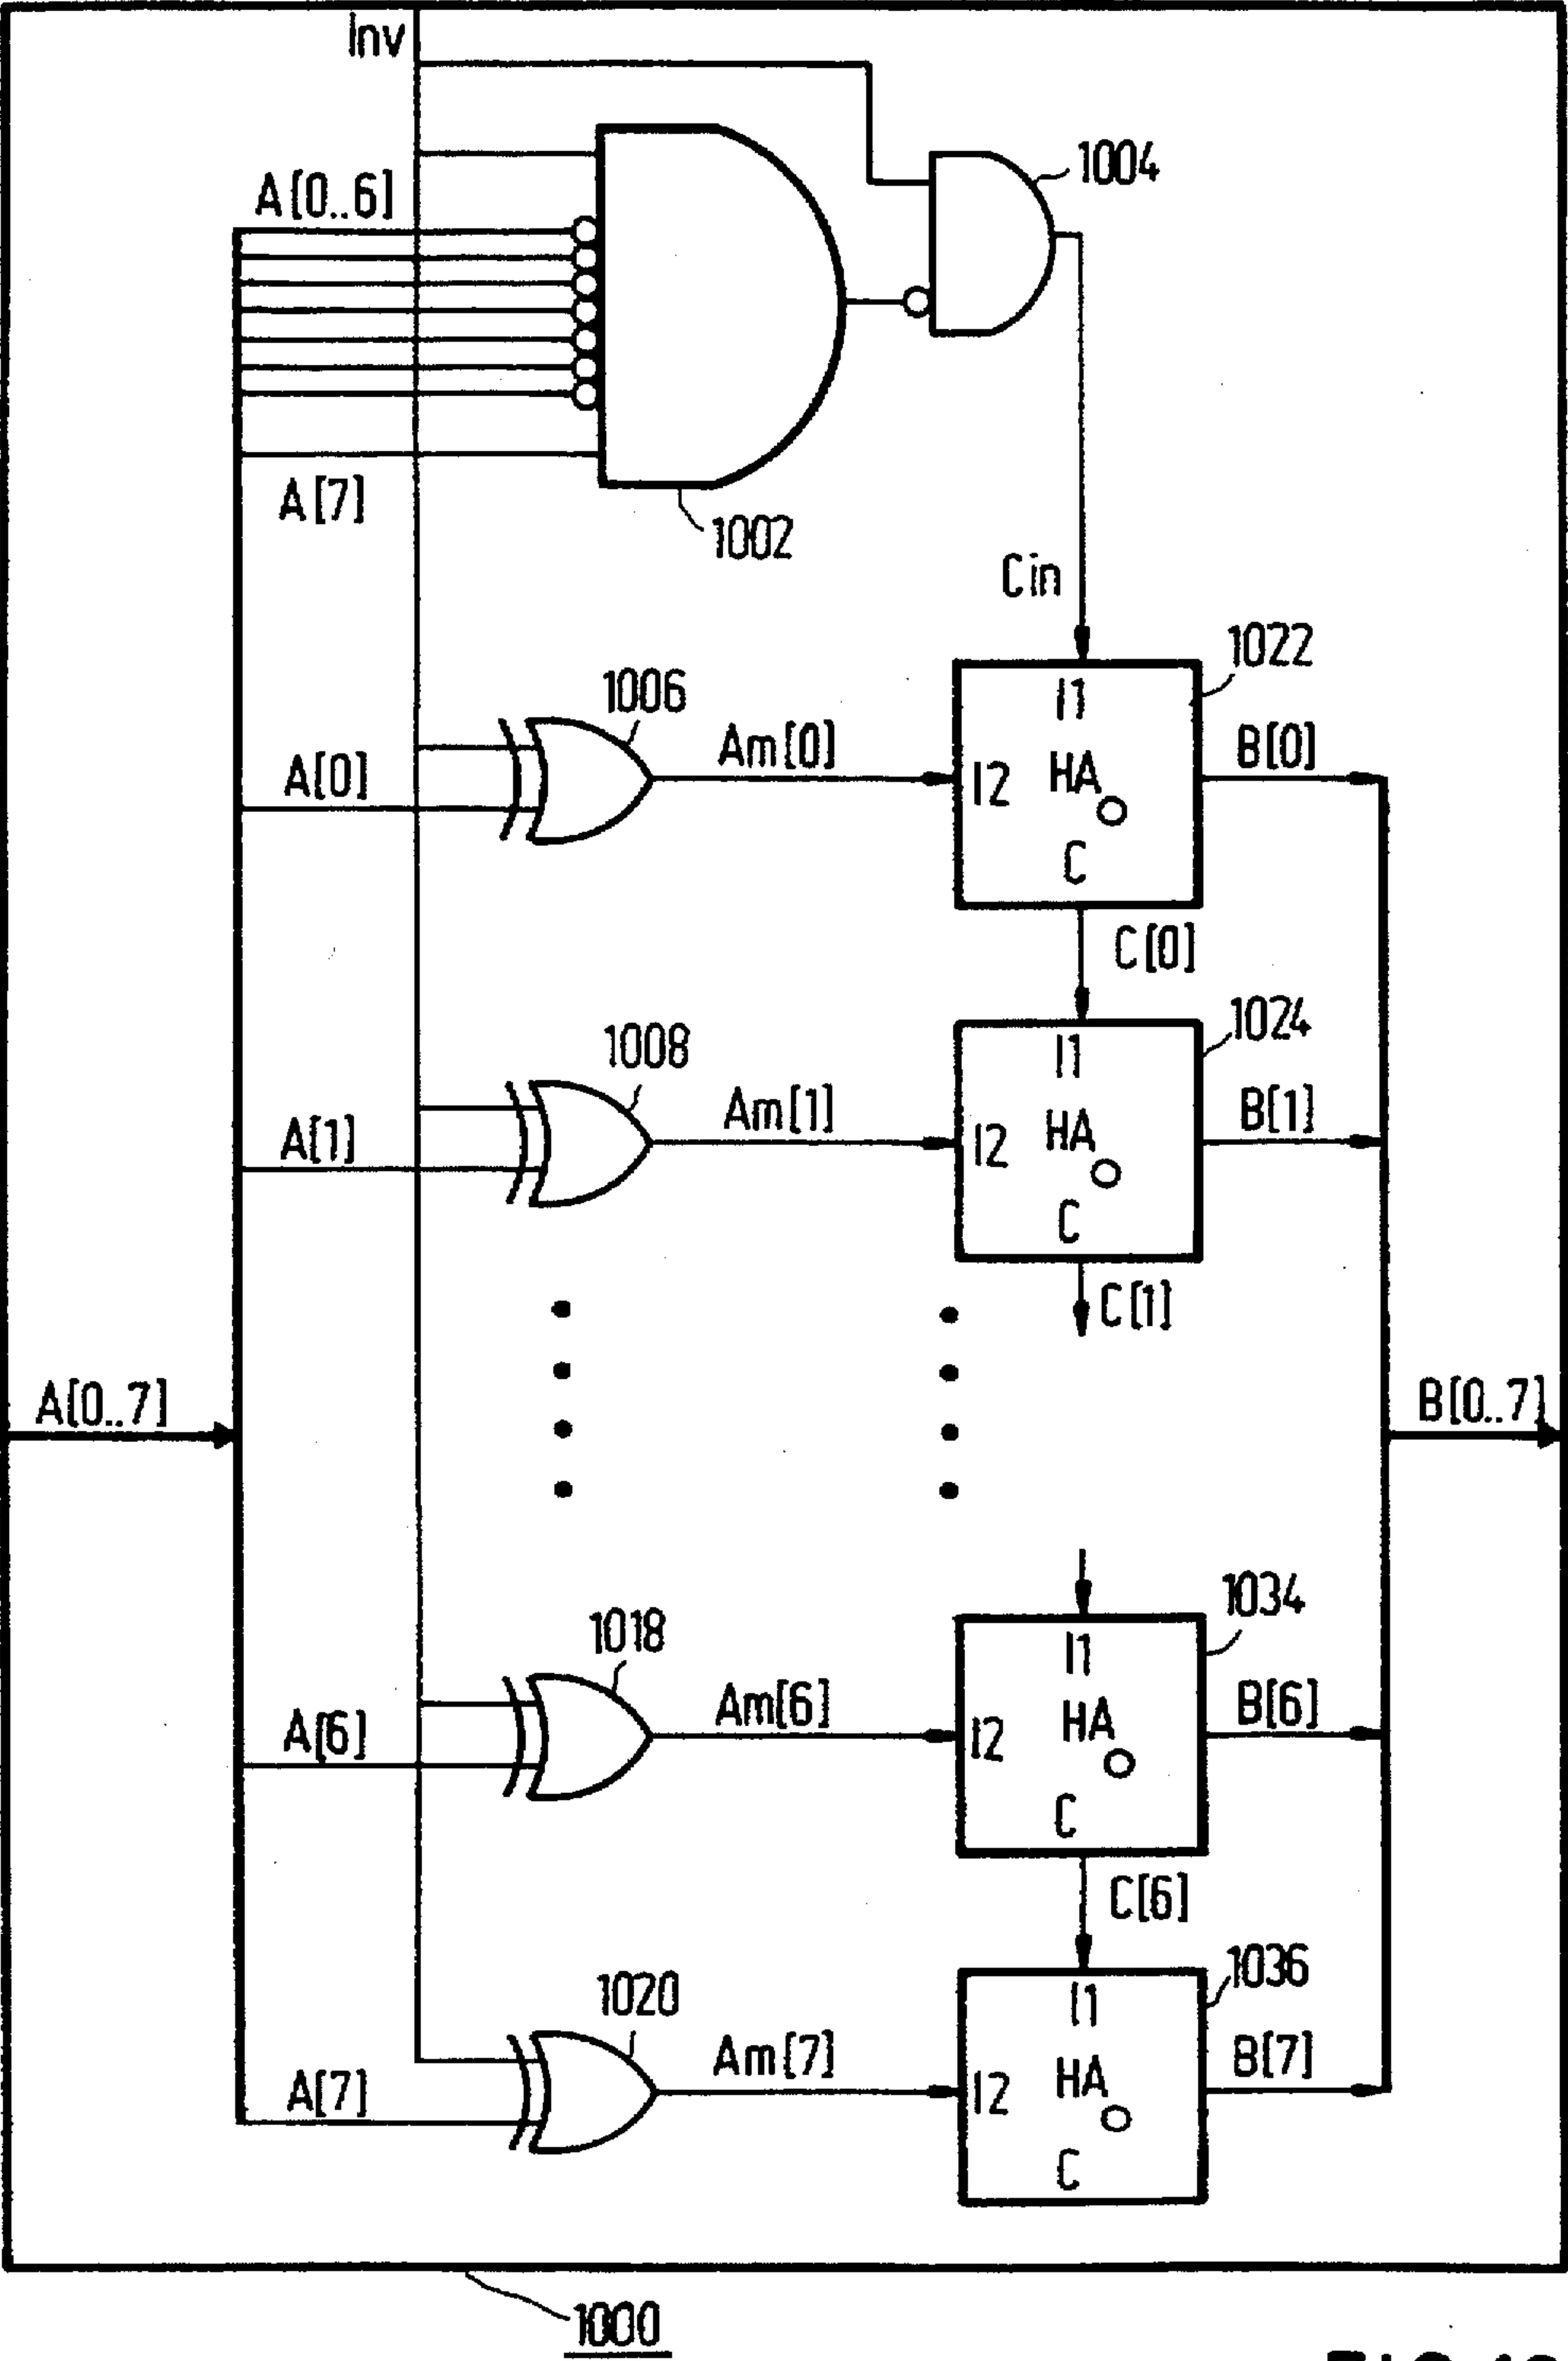 Inv
1004
A[0..6]
A[7]
1002
Cin
1022
1006
I1
A[0]
Am[0]
I2
HA
O
B[0]
C
C[0]
1024
1008
I1
A[1]
Am[1]
I2
HA
O
B[1]
C
C[1]
A[0..7]
B[0..7]
1034
1018
I1
A[6]
Am[6]
I2
HA
O
B[6]
C
C[6]
1036
1020
I1
A[7]
Am[7]
I2
HA
O
B[7]
C
1000